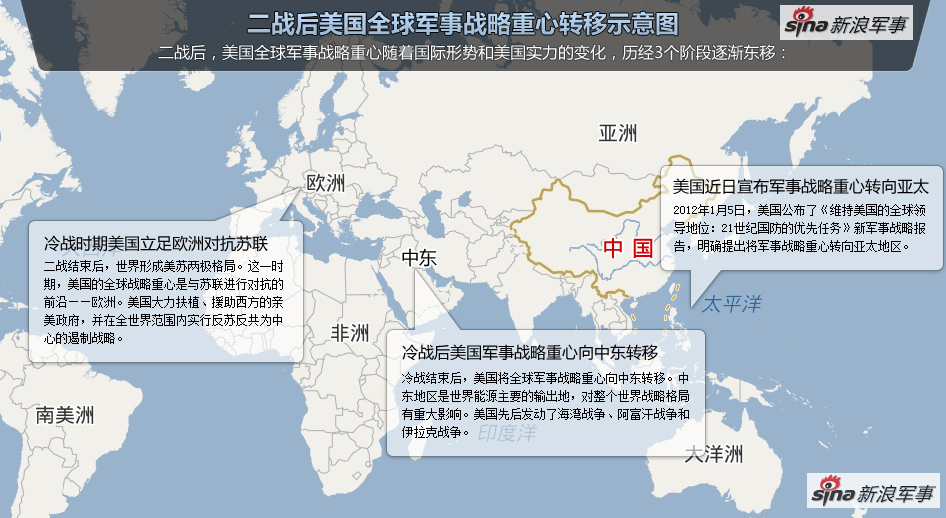 二战后美国全球军事战略重心转移示意图
sina 新浪军事
二战后，美国全球军事战略重心随着国际形势和美国实力的变化，历经3个阶段逐渐东移：
亚洲
欧洲
美国近日宣布军事战略重心转向亚太
2012年1月5日，美国公布了《维持美国的全球领
导地位：21世纪国防的优先任务》新军事战略报
告，明确提出将军事战略重心转向亚太地区。
冷战时期美国立足欧洲对抗苏联
二战结束后，世界形成美苏两极格局。这一时
期，美国的全球战略重心是与苏联进行对抗的
前沿——欧洲。美国大力扶植、援助西方的亲
美政府，并在全世界范围内实行反苏反共为中
心的遏制战略。
中国
中东
太平洋
非洲
冷战后美国军事战略重心向中东转移
冷战结束后，美国将全球军事战略重心向中东转移。中
东地区是世界能源主要的输出地，对整个世界战略格局
有重大影响。美国先后发动了海湾战争、阿富汗战争和
伊拉克战争。
印度洋
南美洲
大洋洲
sina 新浪军事